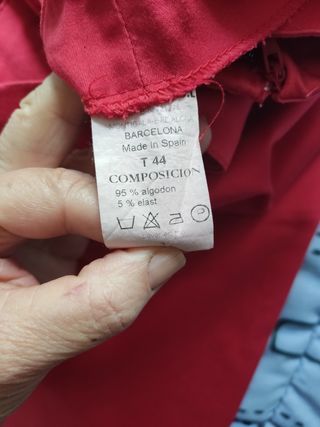 BARCELONA
Made in Spain
T 44
COMPOSICION
95 % algodon
5 % elast